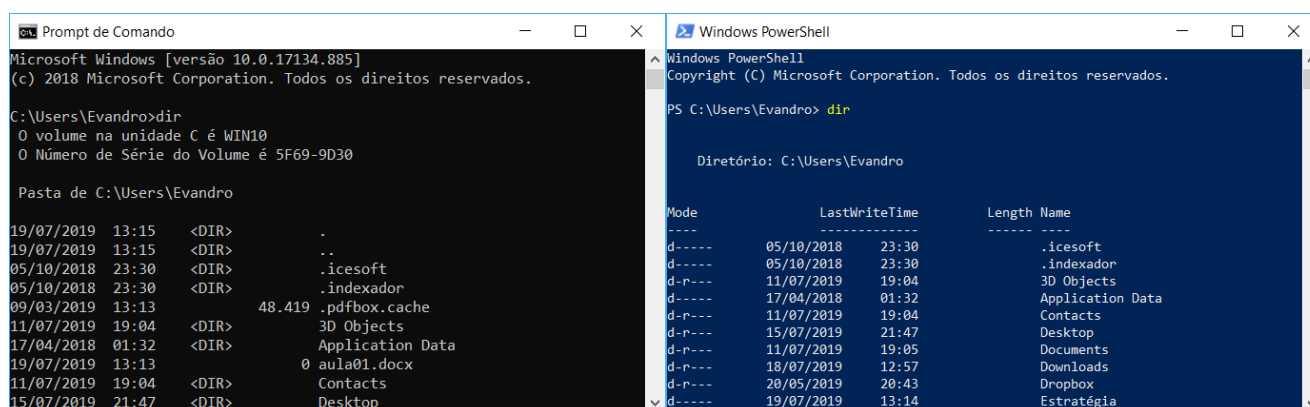 Prompt de Comando
Microsoft Windows [versão 10.0.17134.885]
(c) 2018 Microsoft Corporation. Todos os direitos reservados.
C:\Users\Evandro>dir
O volume na unidade C é WIN10
O Número de Série do Volume é 5F69-9D30
Pasta de C:\Users\Evandro
19/07/2019  13:15    <DIR>          .
19/07/2019  13:15    <DIR>          ..
05/10/2018  23:30    <DIR>          .icesoft
05/10/2018  23:30    <DIR>          .indexador
09/03/2019  13:13            48.419 .pdfbox.cache
11/07/2019  19:04    <DIR>          3D Objects
17/04/2018  01:32    <DIR>          Application Data
19/07/2019  13:13                 0 aula01.docx
11/07/2019  19:04    <DIR>          Contacts
15/07/2019  21:47    <DIR>          Desktop
Windows PowerShell
Windows PowerShell
Copyright (C) Microsoft Corporation. Todos os direitos reservados.
PS C:\Users\Evandro> dir
Diretório: C:\Users\Evandro
Mode                LastWriteTime         Length Name
----                -------------         ------ ----
d-----       05/10/2018     23:30                .icesoft
d-----       05/10/2018     23:30                .indexador
d-r---       11/07/2019     19:04                3D Objects
d-----       17/04/2018     01:32                Application Data
d-r---       11/07/2019     19:04                Contacts
d-r---       15/07/2019     21:47                Desktop
d-r---       11/07/2019     19:05                Documents
d-r---       18/07/2019     12:57                Downloads
d-r---       20/05/2019     20:43                Dropbox
d-----       19/07/2019     13:14                Estratégia